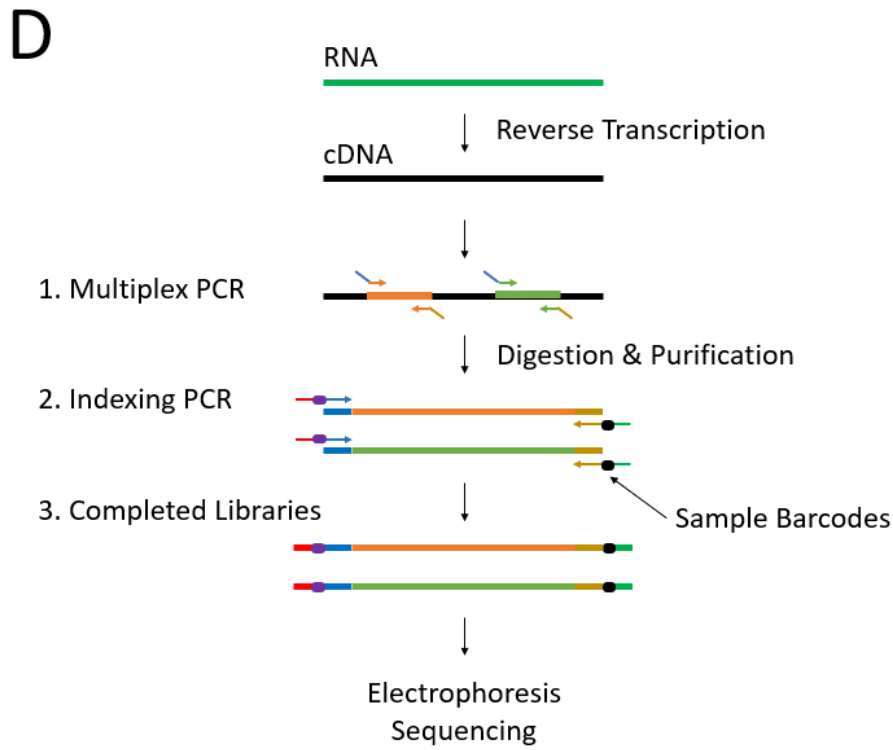 D
RNA
Reverse Transcription
cDNA
1. Multiplex PCR
Digestion & Purification
2. Indexing PCR
3. Completed Libraries
Sample Barcodes
Electrophoresis
Sequencing